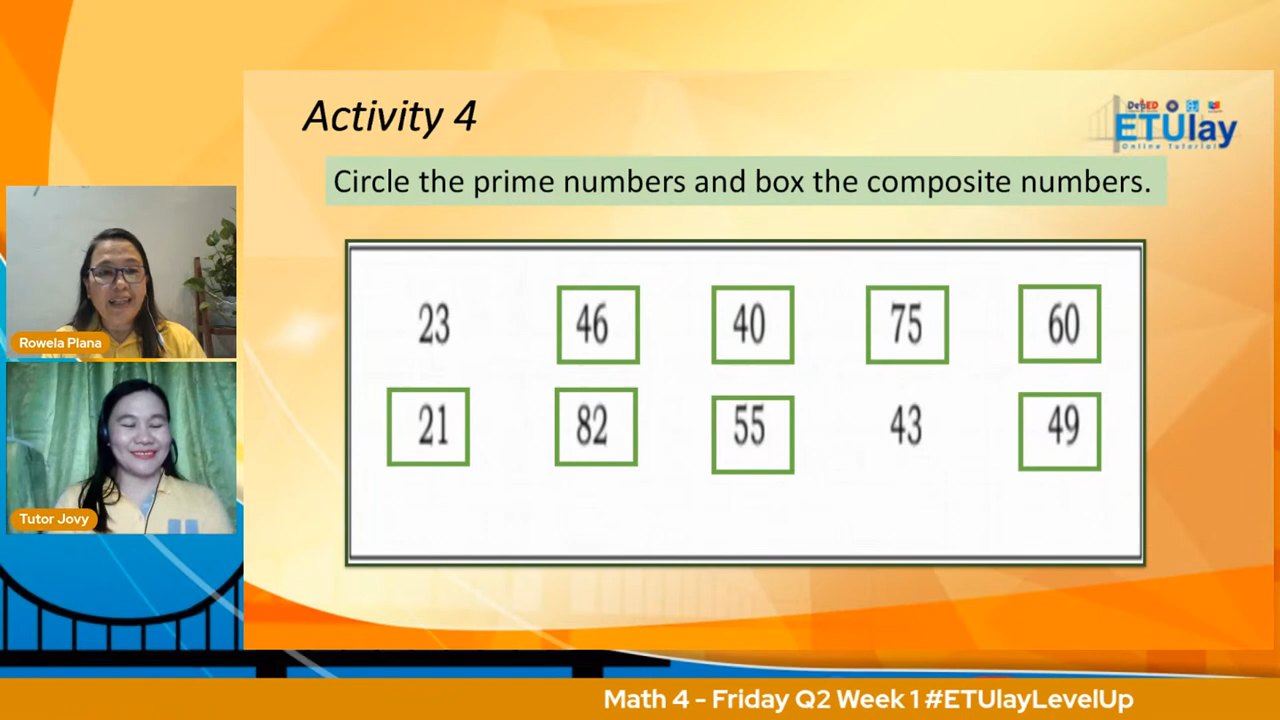 Activity 4
DepED
ETUlay
Online Tutorial
Circle the prime numbers and box the composite numbers.
23 46 40 75 60
21 82 55 43 49
Rowela Plana
Tutor Jovy
Math 4 - Friday Q2 Week 1 #ETUlayLevelUp